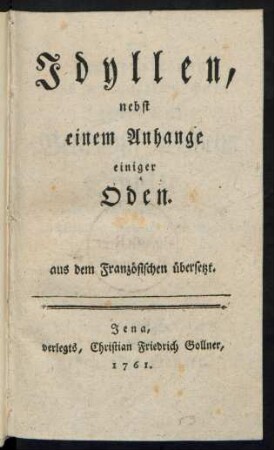 Idyllen,
nebst
einem Anhange
einiger
Oden.
aus dem Französischen übersetzt.
Jena,
verlegts, Christian Friedrich Gollner,
1761.